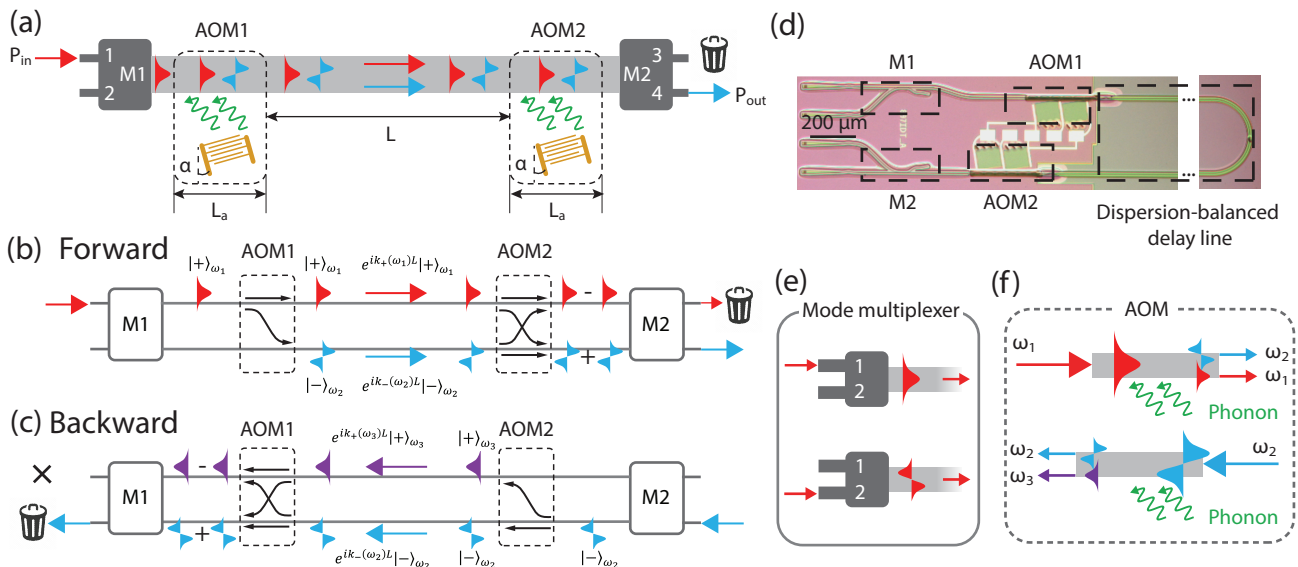 (a)
AOM1
AOM2
P_in
1
M1
2
3
M2
4
P_out
L
α
α
L_a
L_a
(d)
M1
AOM1
200 μm
M2
AOM2
Dispersion-balanced
delay line
(b) Forward
AOM1
AOM2
|+⟩_ω₁
|+⟩_ω₁
e^{ik₊(ω₁)L}|+⟩_ω₁
-
M1
M2
|−⟩_ω₂
e^{ik₋(ω₂)L}|−⟩_ω₂
+
(c) Backward
AOM1
AOM2
×
-
e^{ik₊(ω₃)L}|+⟩_ω₃
|+⟩_ω₃
M1
M2
+
e^{ik₋(ω₂)L}|−⟩_ω₂
|−⟩_ω₂
|−⟩_ω₂
(e)
Mode multiplexer
1
2
1
2
(f)
AOM
ω₁
ω₂
ω₁
Phonon
ω₂
ω₃
ω₂
Phonon